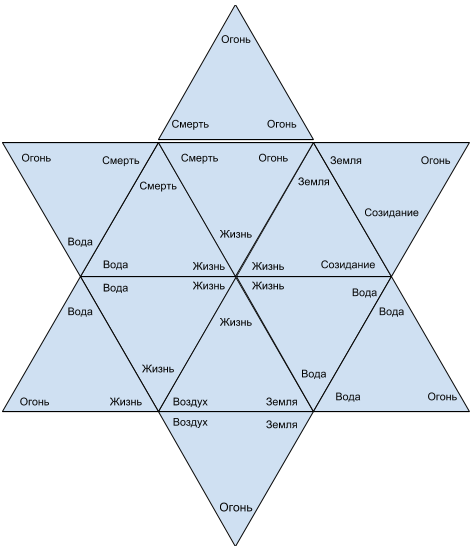 Огонь
Смерть Огонь
Огонь Смерть Смерть Огонь Земля Огонь
Смерть Земля
Созидание
Вода Жизнь
Вода Жизнь Жизнь Созидание
Вода Жизнь Жизнь Вода
Вода Жизнь Вода
Жизнь Вода
Огонь Жизнь Воздух Земля Вода Огонь
Воздух Земля
Огонь